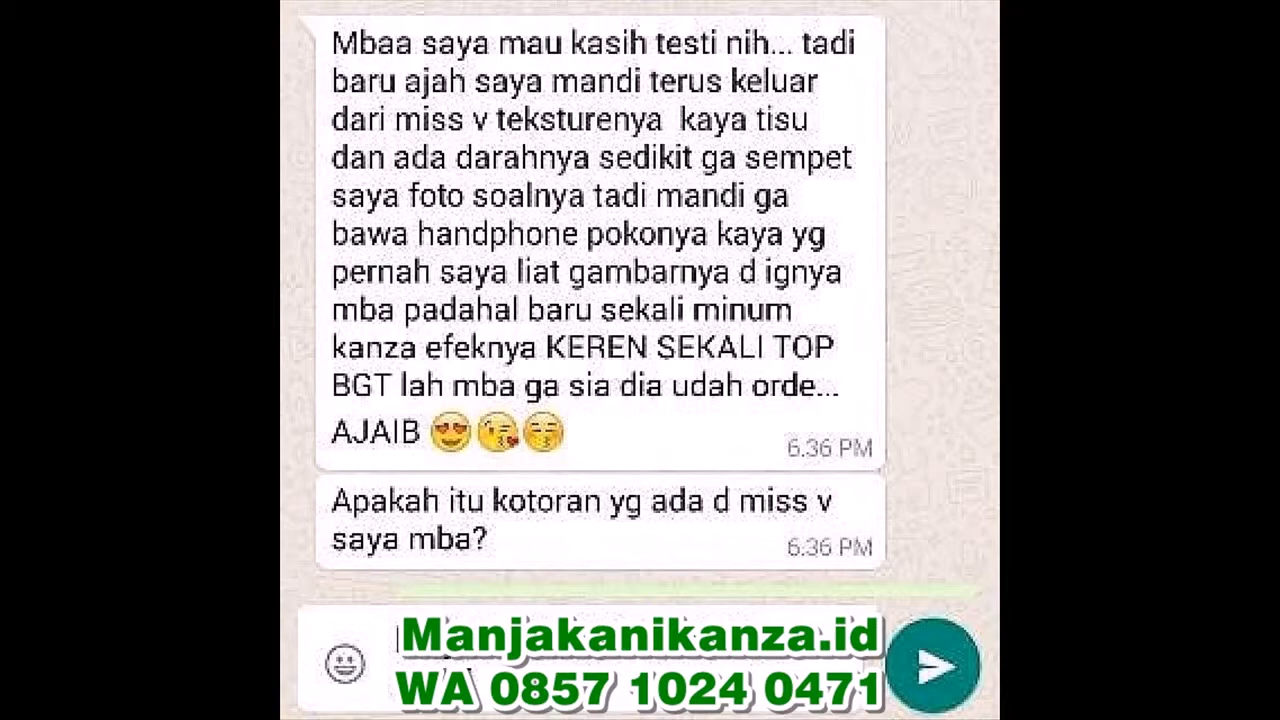 Mbaa saya mau kasih testi nih... tadi
baru ajah saya mandi terus keluar
dari miss v teksturenya kaya tisu
dan ada darahnya sedikit ga sempet
saya foto soalnya tadi mandi ga
bawa handphone pokonya kaya yg
pernah saya liat gambarnya d ignya
mba padahal baru sekali minum
kanza efeknya KEREN SEKALI TOP
BGT lah mba ga sia dia udah orde...
AJAIB 😍😘😚
6.36 PM
Apakah itu kotoran yg ada d miss v
saya mba?
6.36 PM
Manjakanikanza.id
WA 0857 1024 0471